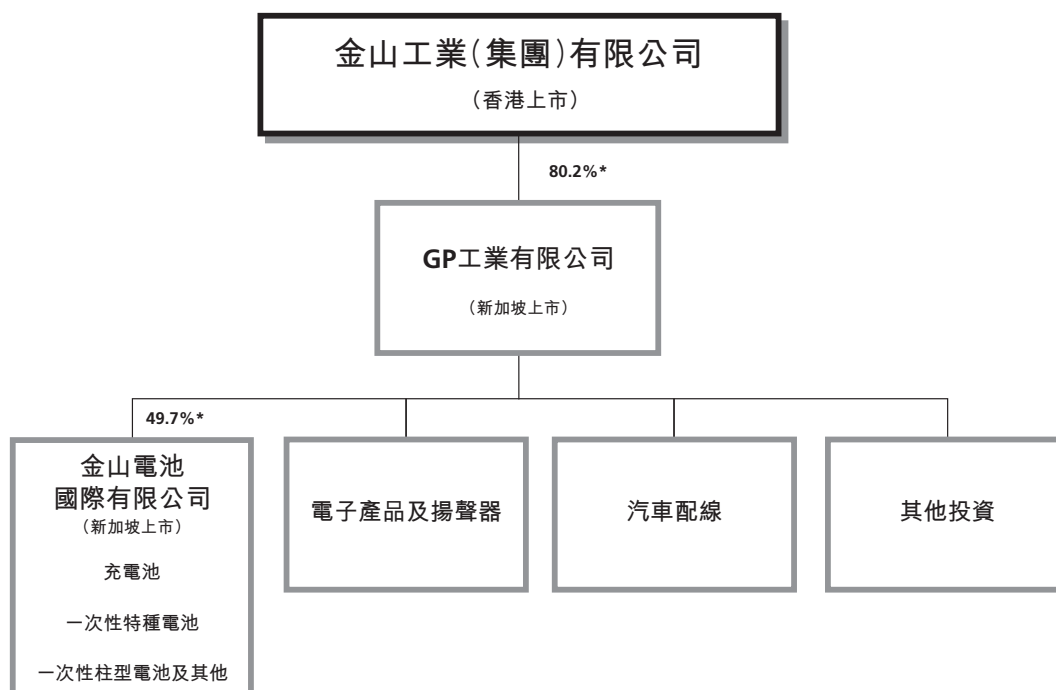 金山工業(集團)有限公司
(香港上市)
80.2%*
GP工業有限公司
(新加坡上市)
49.7%*
金山電池
國際有限公司
(新加坡上市)
充電池
一次性特種電池
一次性柱型電池及其他
電子產品及揚聲器
汽車配線
其他投資